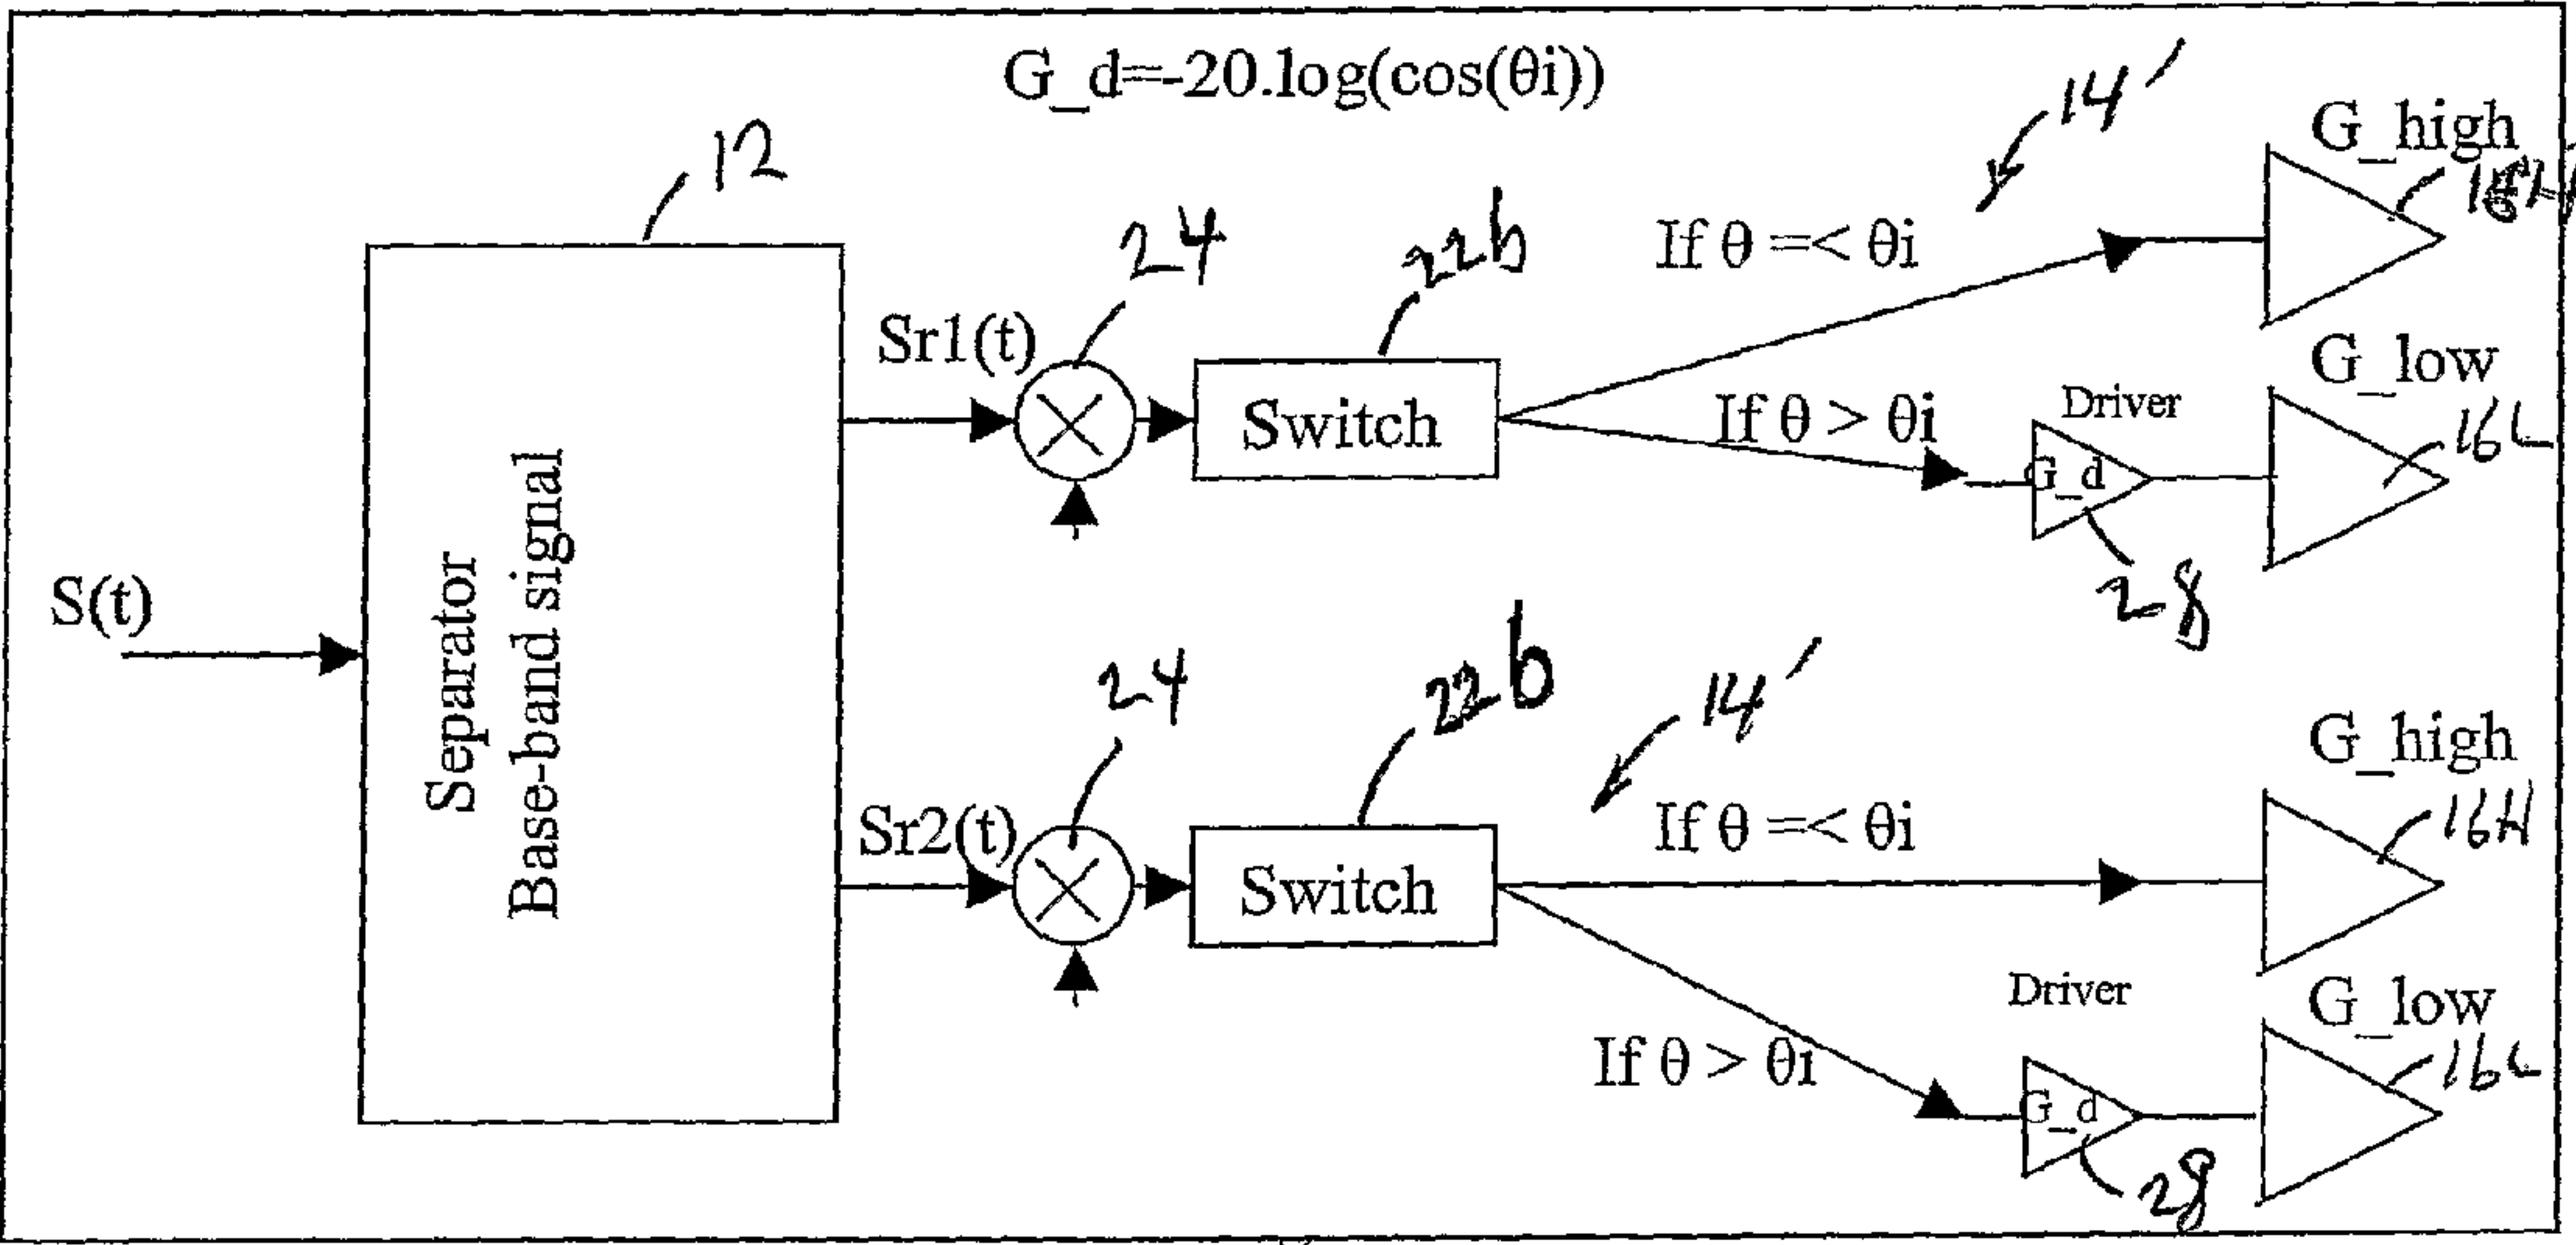 G_d=-20.log(cos(θi))
14'
G_high
12
24
22b
If θ =< θi
Sr1(t)
G_low
Switch
If θ > θi
Driver
16L
G_d
28
S(t)
Separator
Base-band signal
24
22b
14'
G_high
Sr2(t)
If θ =< θi
16H
Switch
Driver
G_low
If θ > θi
16L
G_d
28